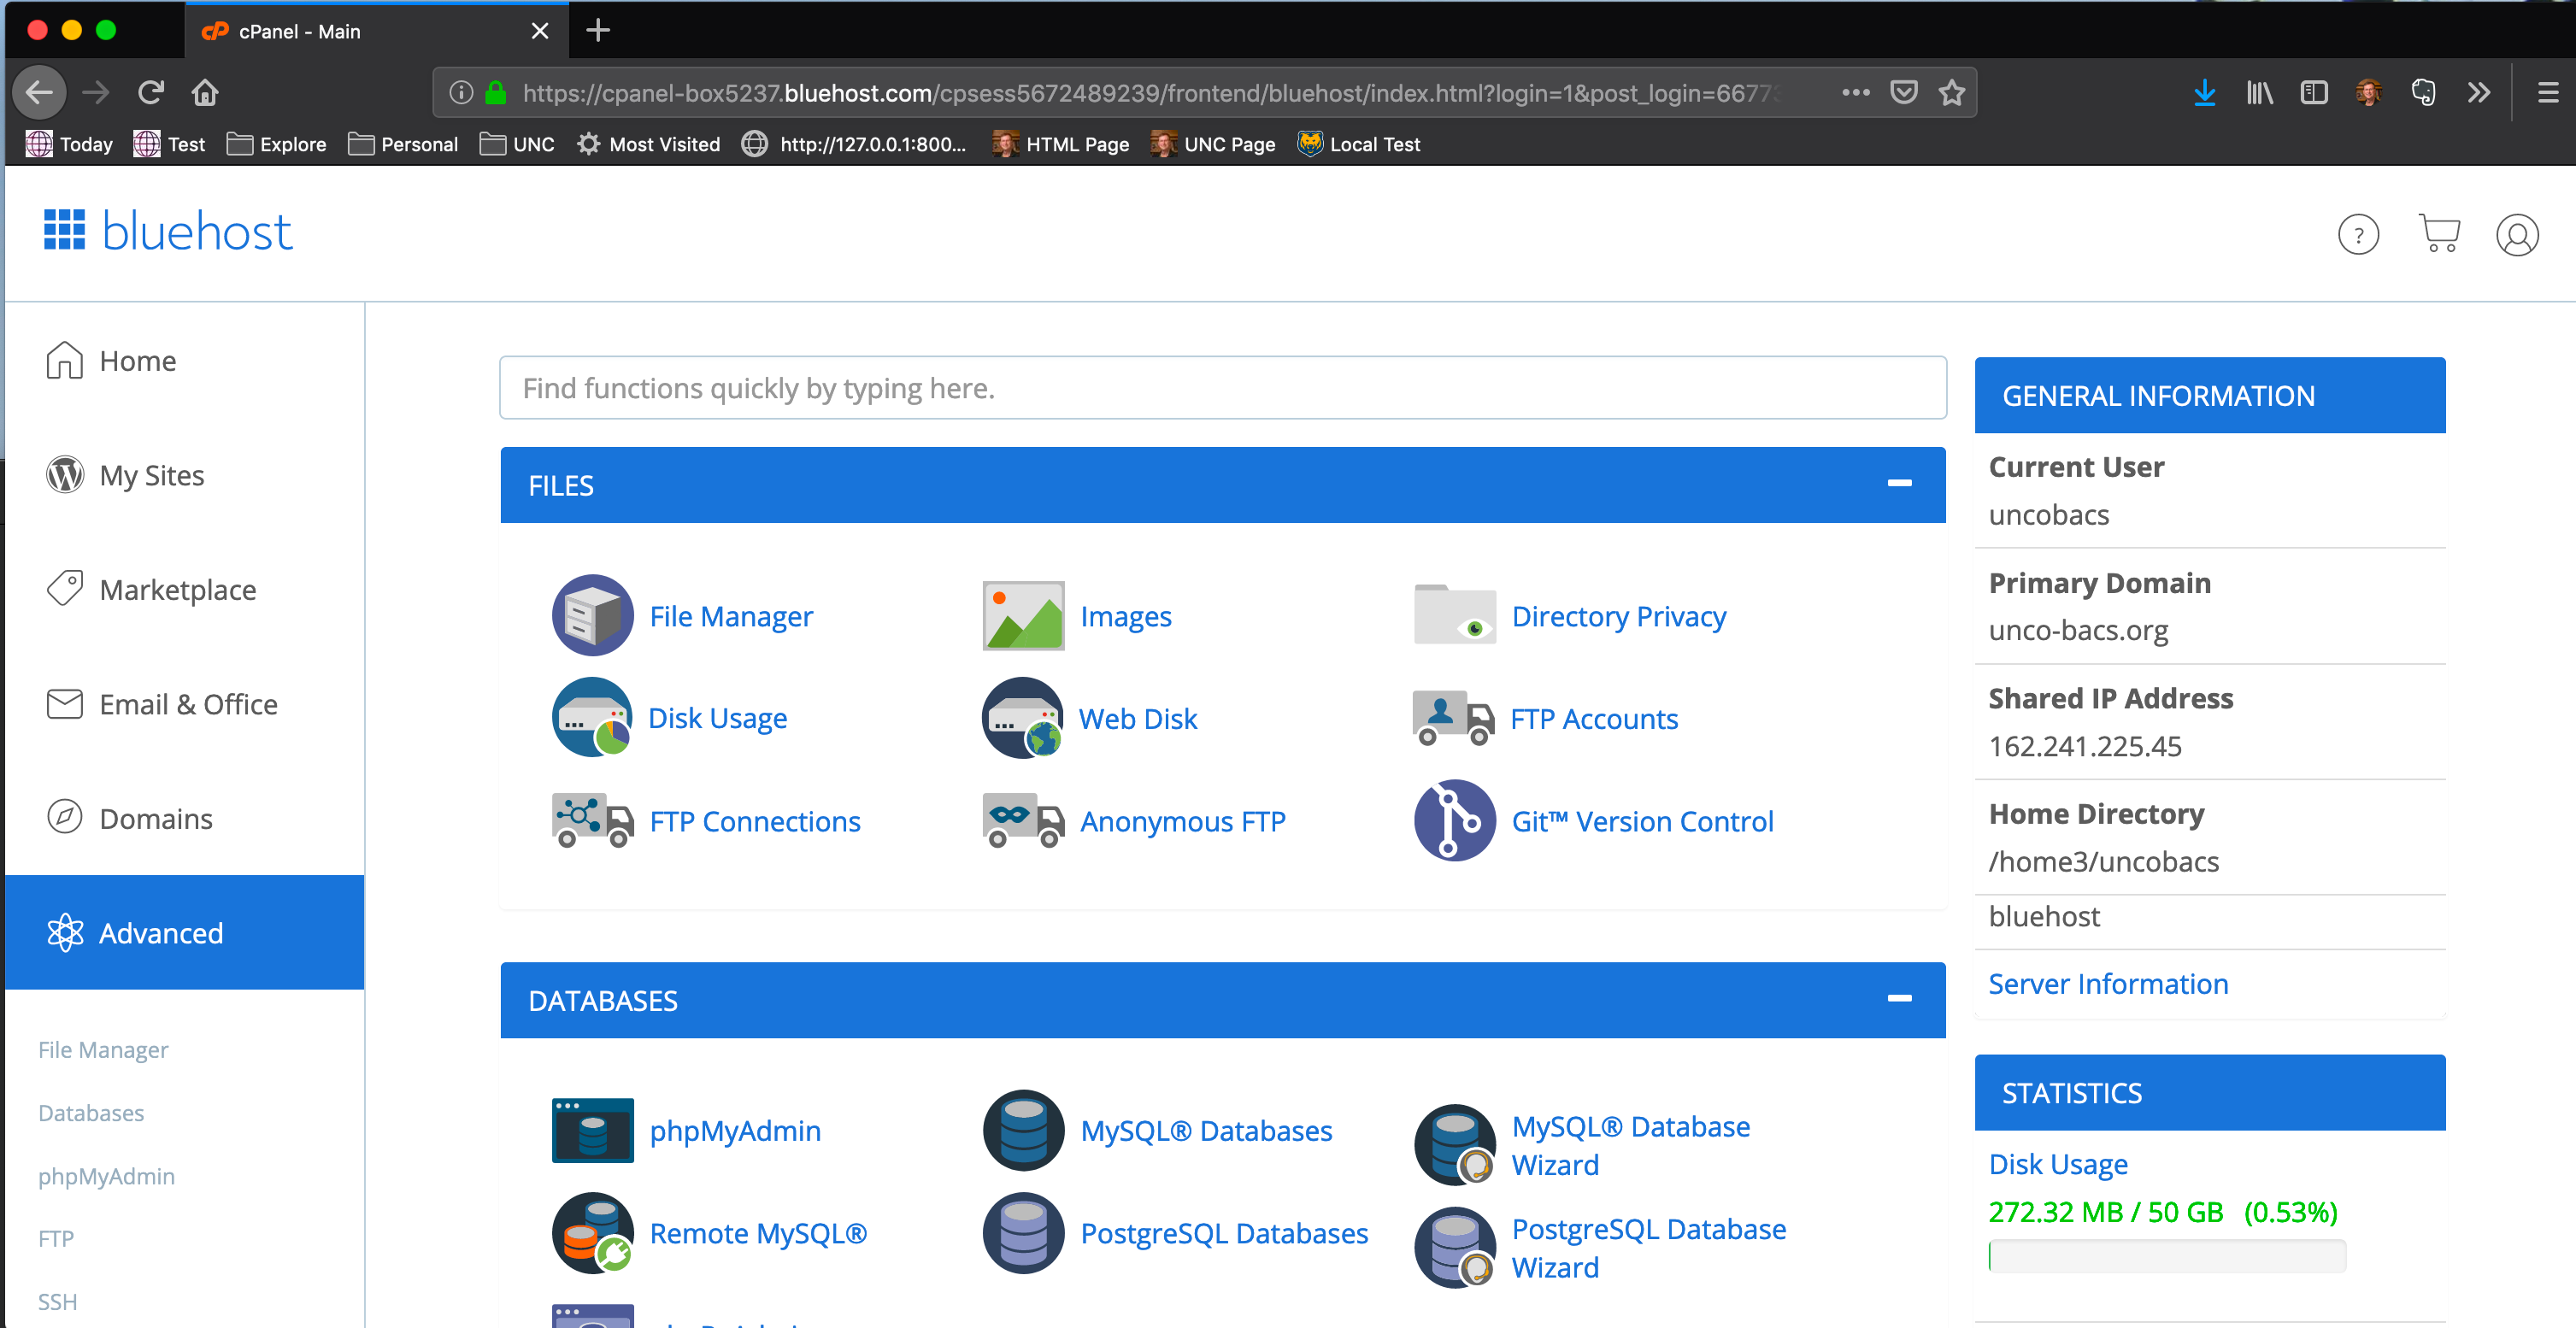 cPanel - Main
https://cpanel-box5237.bluehost.com/cpsess5672489239/frontend/bluehost/index.html?login=1&post_login=6677
Today Test Explore Personal UNC Most Visited http://127.0.0.1:800... HTML Page UNC Page Local Test
bluehost
?
Home
My Sites
Marketplace
Email & Office
Domains
Advanced
File Manager
Databases
phpMyAdmin
FTP
SSH
Find functions quickly by typing here.
FILES
File Manager
Images
Directory Privacy
Disk Usage
Web Disk
FTP Accounts
FTP Connections
Anonymous FTP
Git™ Version Control
DATABASES
phpMyAdmin
MySQL® Databases
MySQL® Database
Wizard
Remote MySQL®
PostgreSQL Databases
PostgreSQL Database
Wizard
GENERAL INFORMATION
Current User
uncobacs
Primary Domain
unco-bacs.org
Shared IP Address
162.241.225.45
Home Directory
/home3/uncobacs
bluehost
Server Information
STATISTICS
Disk Usage
272.32 MB / 50 GB (0.53%)